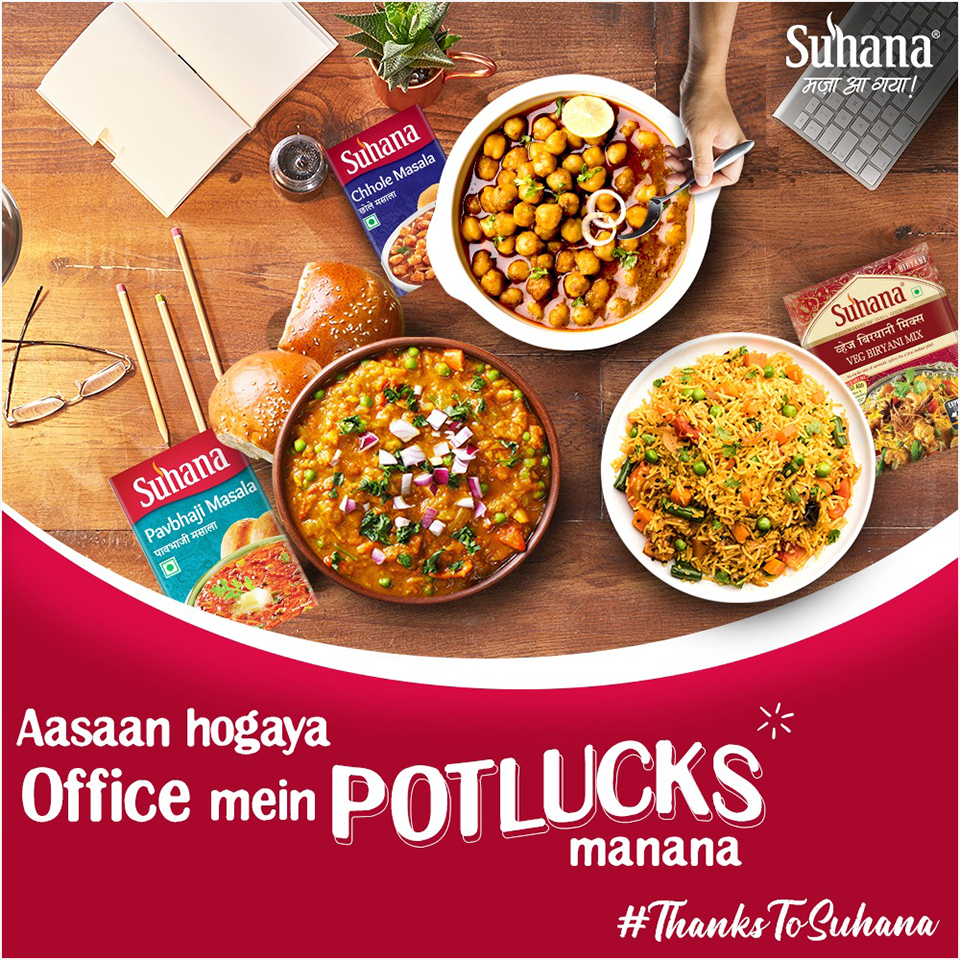 Suhana®
मज़ा आ गया!
Suhana
Chhole Masala
छोले मसाला
BIRYANI
Suhana®
व्हेज बिरयानी मिक्स
VEG BIRYANI MIX
Suhana
Pavbhaji Masala
पावभाजी मसाला
Aasaan hogaya
Office mein POTLUCKS
manana
#ThanksToSuhana